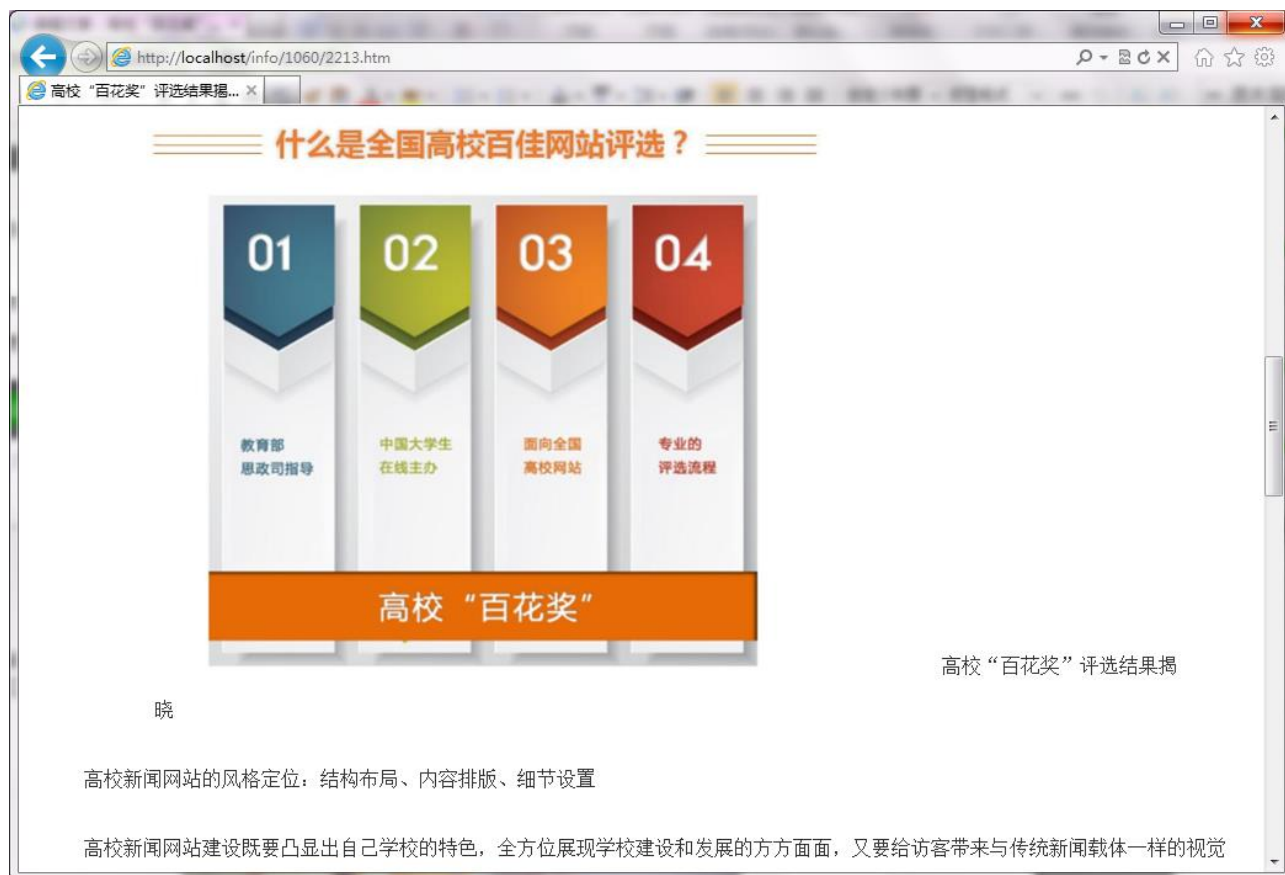 http://localhost/info/1060/2213.htm
高校 “百花奖” 评选结果揭...
什么是全国高校百佳网站评选？
01
02
03
04
教育部
思政司指导
中国大学生
在线主办
面向全国
高校网站
专业的
评选流程
高校 “百花奖”
高校“百花奖”评选结果揭
晓
高校新闻网站的风格定位：结构布局、内容排版、细节设置
高校新闻网站建设既要凸显出自己学校的特色，全方位展现学校建设和发展的方方面面，又要给访客带来与传统新闻载体一样的视觉